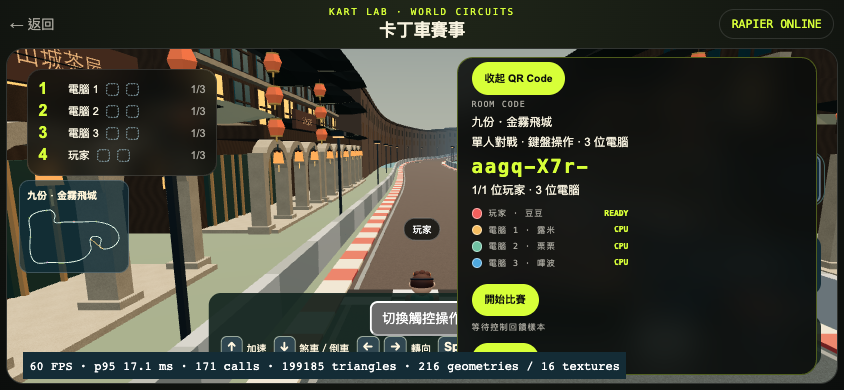 ← 返回
KART LAB · WORLD CIRCUITS
卡丁車賽事
RAPIER ONLINE
山城茶屋
1 電腦 1 1/3
2 電腦 2 1/3
3 電腦 3 1/3
4 玩家 1/3
九份 · 金霧飛城
玩家
切換觸控操作
↑ 加速 ↓ 煞車 / 倒車 ← → 轉向 Sp
收起 QR Code
ROOM CODE
九份 · 金霧飛城
單人對戰 · 鍵盤操作 · 3 位電腦
aagq-X7r-
1/1 位玩家 · 3 位電腦
玩家 · 豆豆 READY
電腦 1 · 露米 CPU
電腦 2 · 栗栗 CPU
電腦 3 · 嗶波 CPU
開始比賽
等待控制回饋樣本
60 FPS · p95 17.1 ms · 171 calls · 199185 triangles · 216 geometries / 16 textures